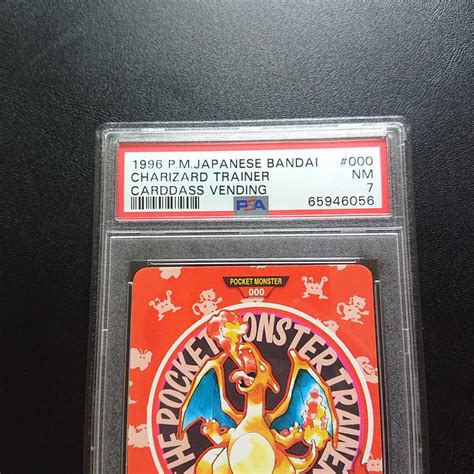 1996 P.M.JAPANESE BANDAI #000
CHARIZARD TRAINER NM
CARDDASS VENDING 7
PSA 65946056
POCKET MONSTER
000
THE POCKET MONSTER TRAINER